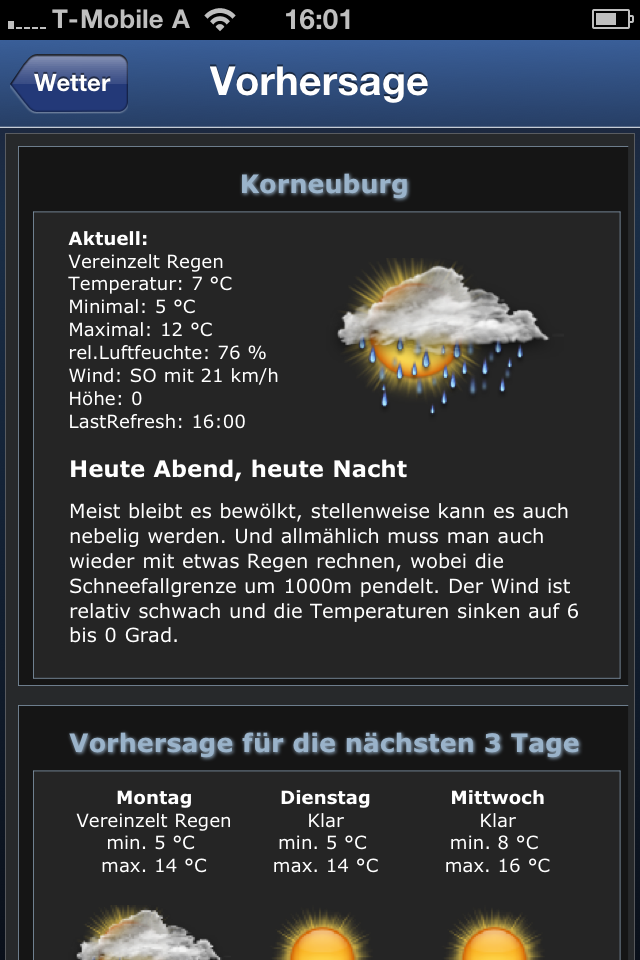 T-Mobile A 16:01
Wetter Vorhersage
Korneuburg
Aktuell:
Vereinzelt Regen
Temperatur: 7 °C
Minimal: 5 °C
Maximal: 12 °C
rel.Luftfeuchte: 76 %
Wind: SO mit 21 km/h
Höhe: 0
LastRefresh: 16:00
Heute Abend, heute Nacht
Meist bleibt es bewölkt, stellenweise kann es auch
nebelig werden. Und allmählich muss man auch
wieder mit etwas Regen rechnen, wobei die
Schneefallgrenze um 1000m pendelt. Der Wind ist
relativ schwach und die Temperaturen sinken auf 6
bis 0 Grad.
Vorhersage für die nächsten 3 Tage
Montag Dienstag Mittwoch
Vereinzelt Regen Klar Klar
min. 5 °C min. 5 °C min. 8 °C
max. 14 °C max. 14 °C max. 16 °C